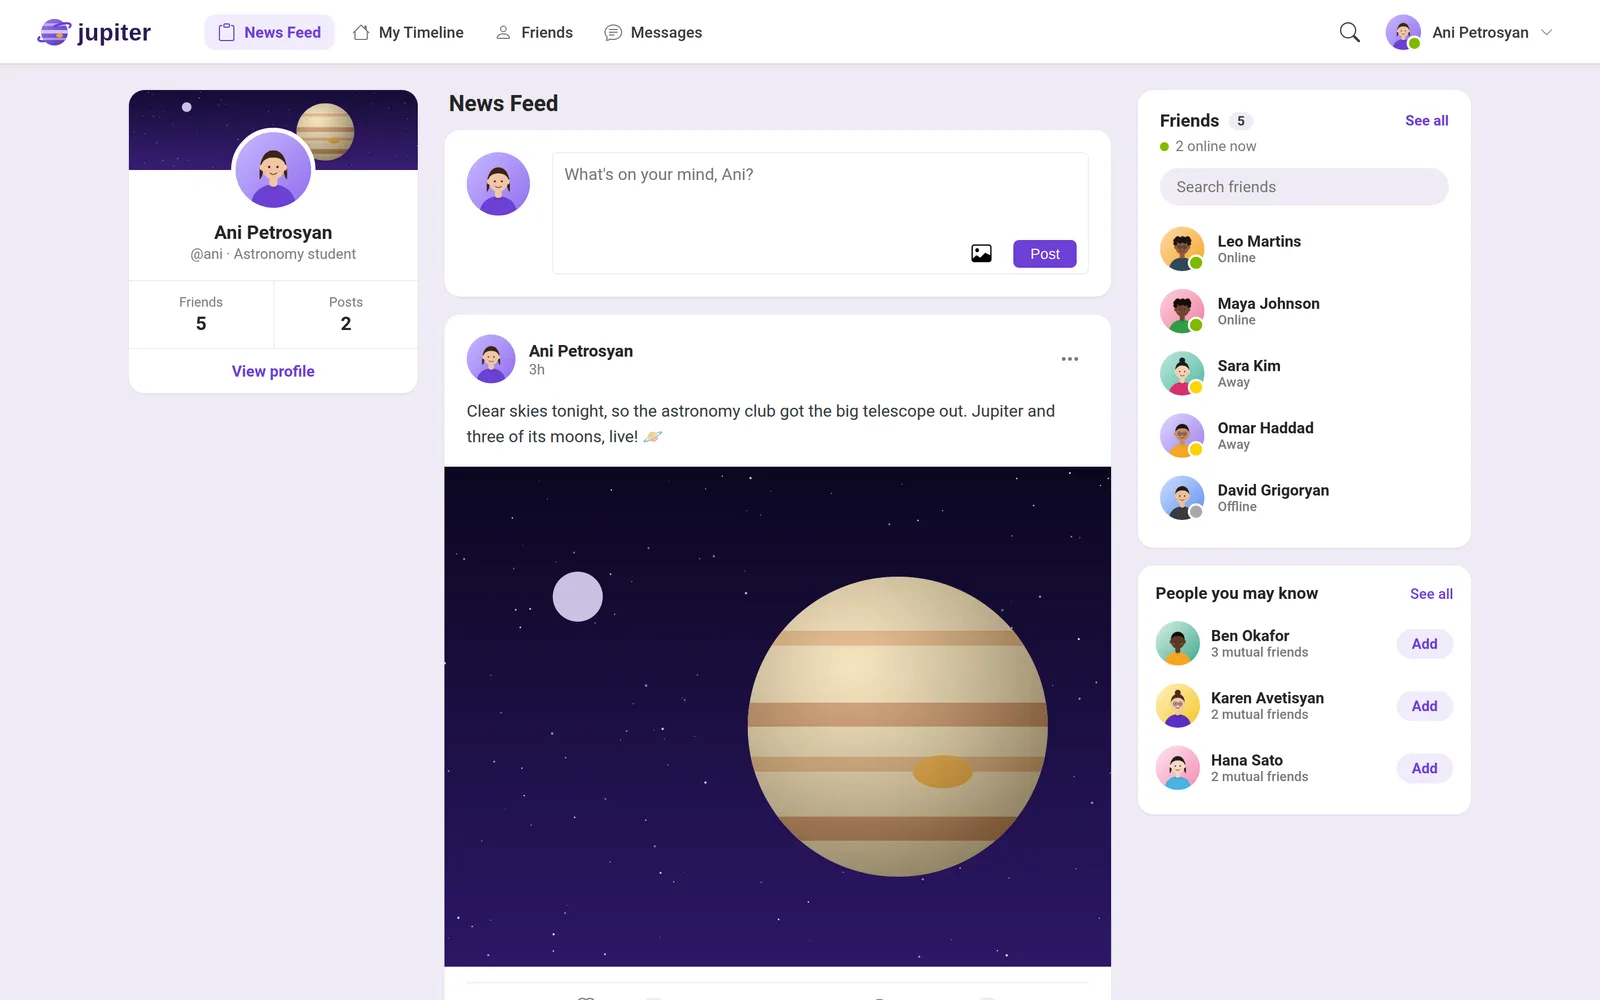 jupiter
News Feed
My Timeline
Friends
Messages
Ani Petrosyan
Ani Petrosyan
@ani · Astronomy student
Friends
5
Posts
2
View profile
News Feed
What's on your mind, Ani?
Post
Ani Petrosyan
3h
Clear skies tonight, so the astronomy club got the big telescope out. Jupiter and
three of its moons, live! 🪐
Friends 5
See all
2 online now
Search friends
Leo Martins
Online
Maya Johnson
Online
Sara Kim
Away
Omar Haddad
Away
David Grigoryan
Offline
People you may know
See all
Ben Okafor
3 mutual friends
Add
Karen Avetisyan
2 mutual friends
Add
Hana Sato
2 mutual friends
Add